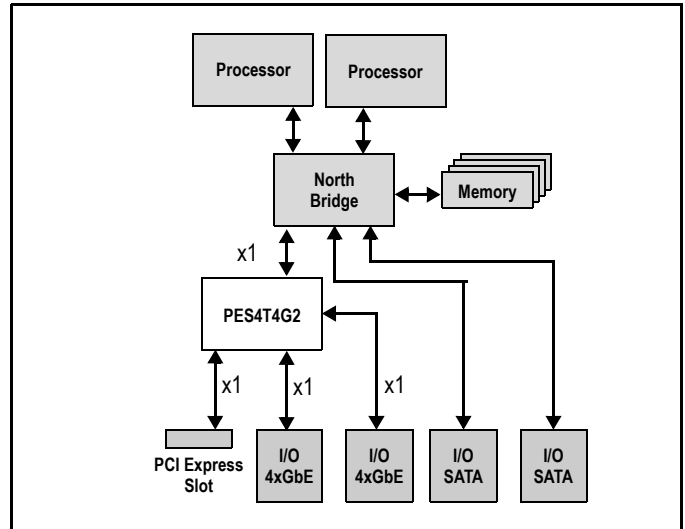 Processor
Processor
North
Bridge
Memory
x1
PES4T4G2
x1
x1
x1
PCI Express
Slot
I/O
4xGbE
I/O
4xGbE
I/O
SATA
I/O
SATA